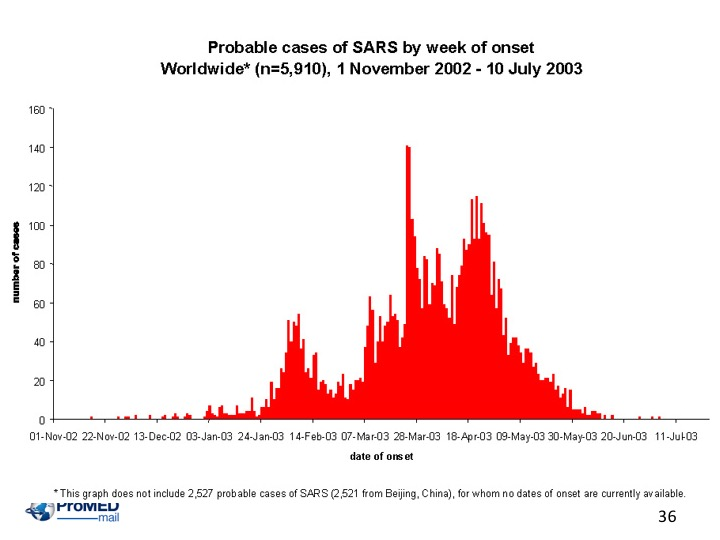 Probable cases of SARS by week of onset
Worldwide* (n=5,910), 1 November 2002 - 10 July 2003
160
140
120
100
80
60
40
20
0
number of cases
01-Nov-02 22-Nov-02 13-Dec-02 03-Jan-03 24-Jan-03 14-Feb-03 07-Mar-03 28-Mar-03 18-Apr-03 09-May-03 30-May-03 20-Jun-03 11-Jul-03
date of onset
* This graph does not include 2,527 probable cases of SARS (2,521 from Beijing, China), for whom no dates of onset are currently available.
ProMED
mail
36